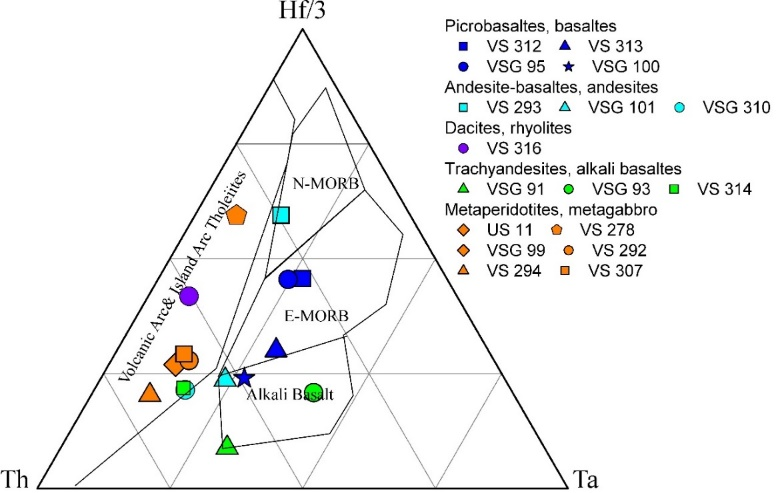 Hf/3
Picrobasaltes, basaltes
VS 312 VS 313
VSG 95 VSG 100
Andesite-basaltes, andesites
VS 293 VSG 101 VSG 310
Dacites, rhyolites
VS 316
Trachyandesites, alkali basaltes
VSG 91 VSG 93 VS 314
Metaperidotites, metagabbro
US 11 VS 278
VSG 99 VS 292
VS 294 VS 307
N-MORB
Volcanic Arc& Island Arc Tholeiites
E-MORB
Alkali Basalt
Th
Ta